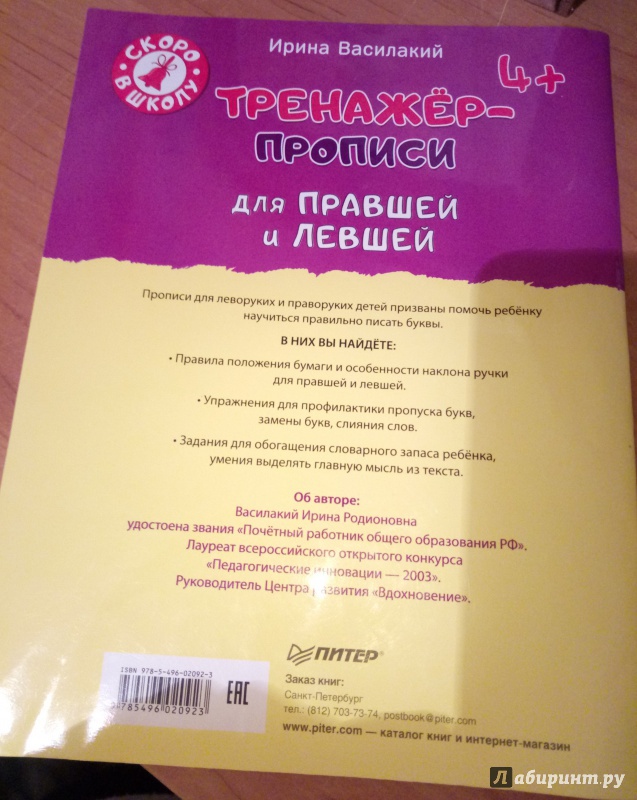 СКОРО
В ШКОЛУ
Ирина Василакий
4+
ТРЕНАЖЁР-
ПРОПИСИ
для ПРАВШЕЙ
и ЛЕВШЕЙ
Прописи для леворуких и праворуких детей призваны помочь ребёнку
научиться правильно писать буквы.
В НИХ ВЫ НАЙДЁТЕ:
• Правила положения бумаги и особенности наклона ручки
для правшей и левшей.
• Упражнения для профилактики пропуска букв,
замены букв, слияния слов.
• Задания для обогащения словарного запаса ребёнка,
умения выделять главную мысль из текста.
Об авторе:
Василакий Ирина Родионовна
удостоена звания «Почётный работник общего образования РФ».
Лауреат всероссийского открытого конкурса
«Педагогические инновации — 2003».
Руководитель Центра развития «Вдохновение».
ISBN 978-5-496-02092-3
785496 020923
EAC
ПИТЕР
Заказ книг:
Санкт-Петербург
тел.: (812) 703-73-74, postbook@piter.com
www.piter.com — каталог книг и интернет-магазин
Лабиринт.ру